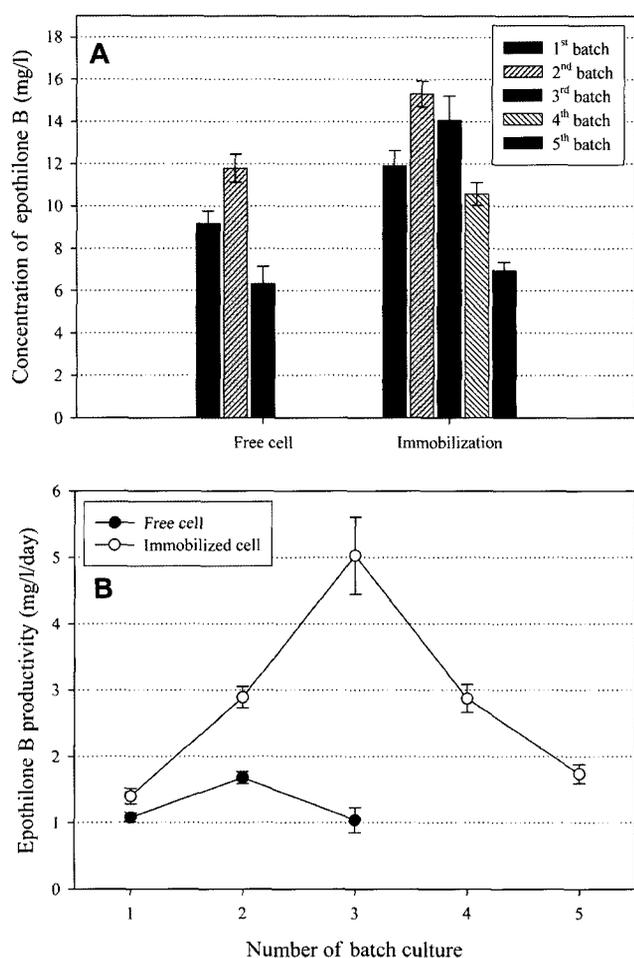 A
Concentration of epothilone B (mg/l)
18
16
14
12
10
8
6
4
2
0
1st batch
2nd batch
3rd batch
4th batch
5th batch
Free cell
Immobilization
B
Epothilone B productivity (mg/l/day)
6
5
4
3
2
1
0
Free cell
Immobilized cell
1
2
3
4
5
Number of batch culture